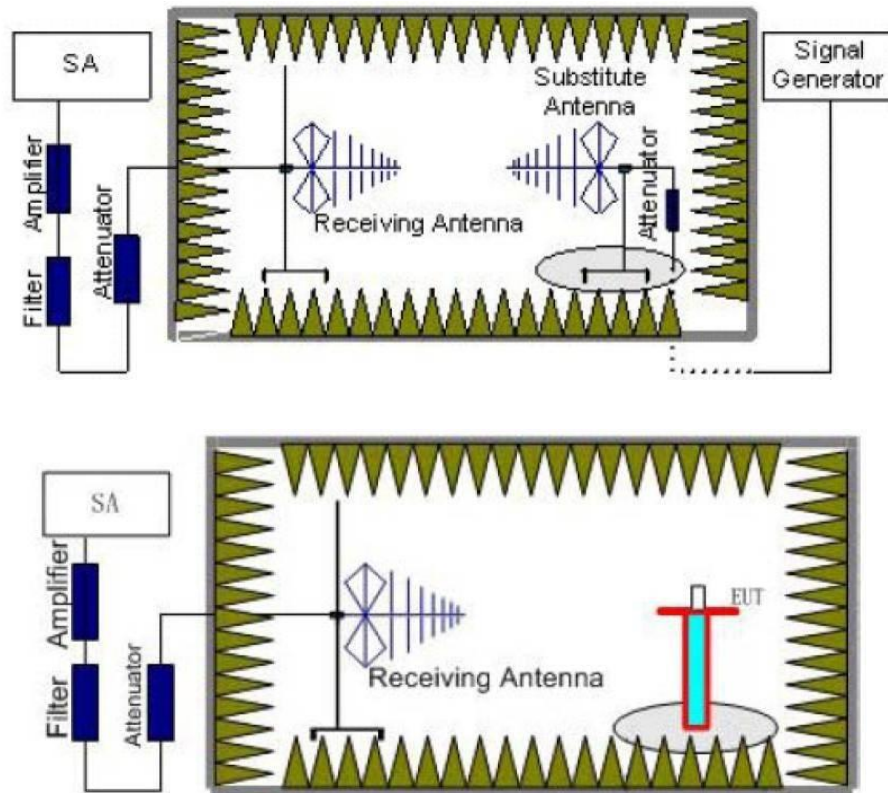 SA
Signal
Generator
Substitute
Antenna
Amplifier
Attenuator
Attenuator
Receiving Antenna
Filter
SA
Amplifier
EUT
Receiving Antenna
Filter
Attenuator